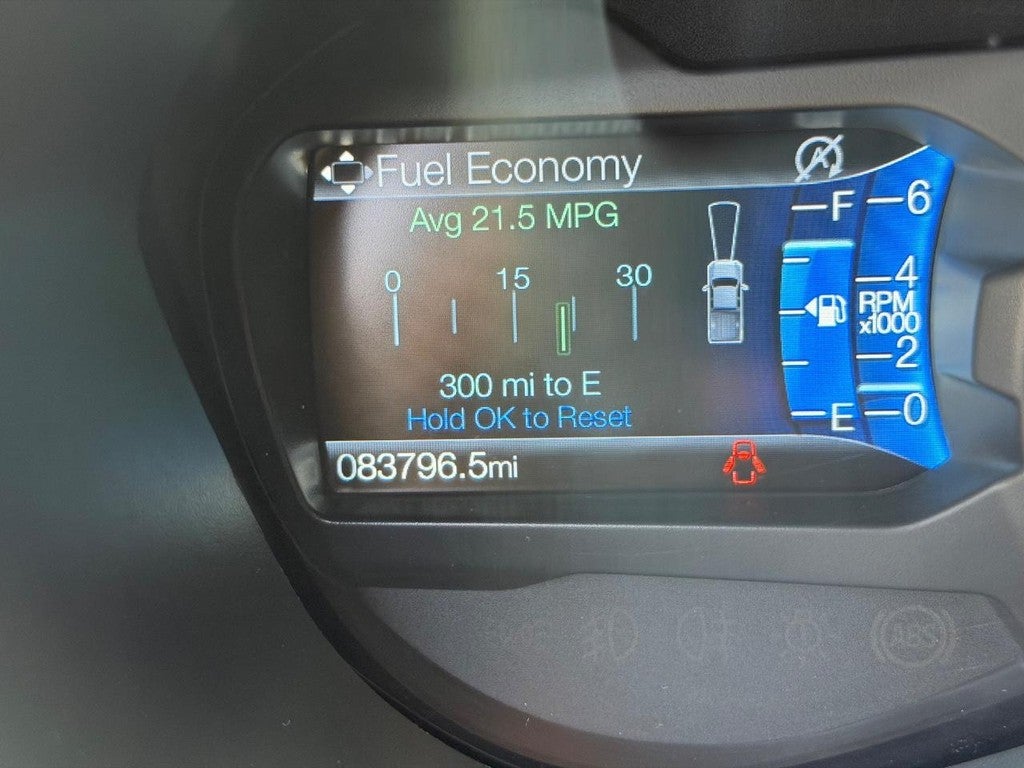 Fuel Economy
Avg 21.5 MPG
0 15 30
300 mi to E
Hold OK to Reset
083796.5mi
A
F
E
6
4
RPM
x1000
2
0
ABS